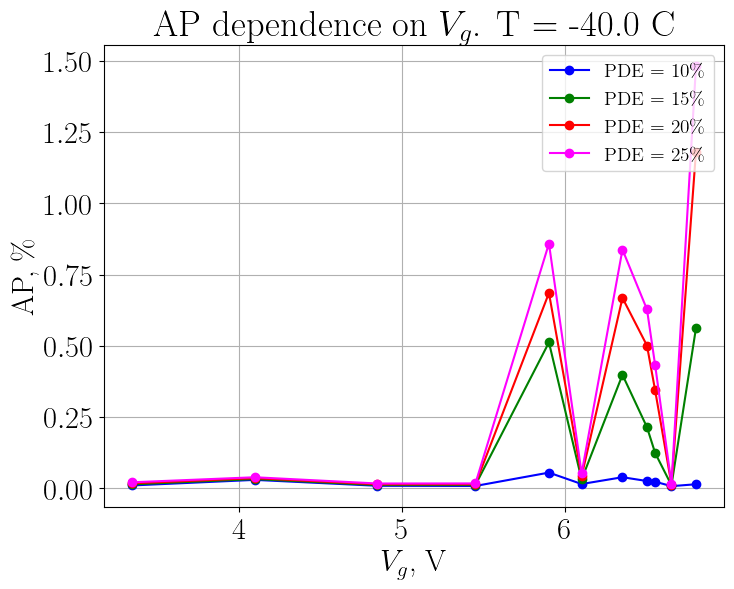 AP dependence on V_g. T = -40.0 C
AP, %
1.50
1.25
1.00
0.75
0.50
0.25
0.00
PDE = 10%
PDE = 15%
PDE = 20%
PDE = 25%
4
5
6
V_g, V